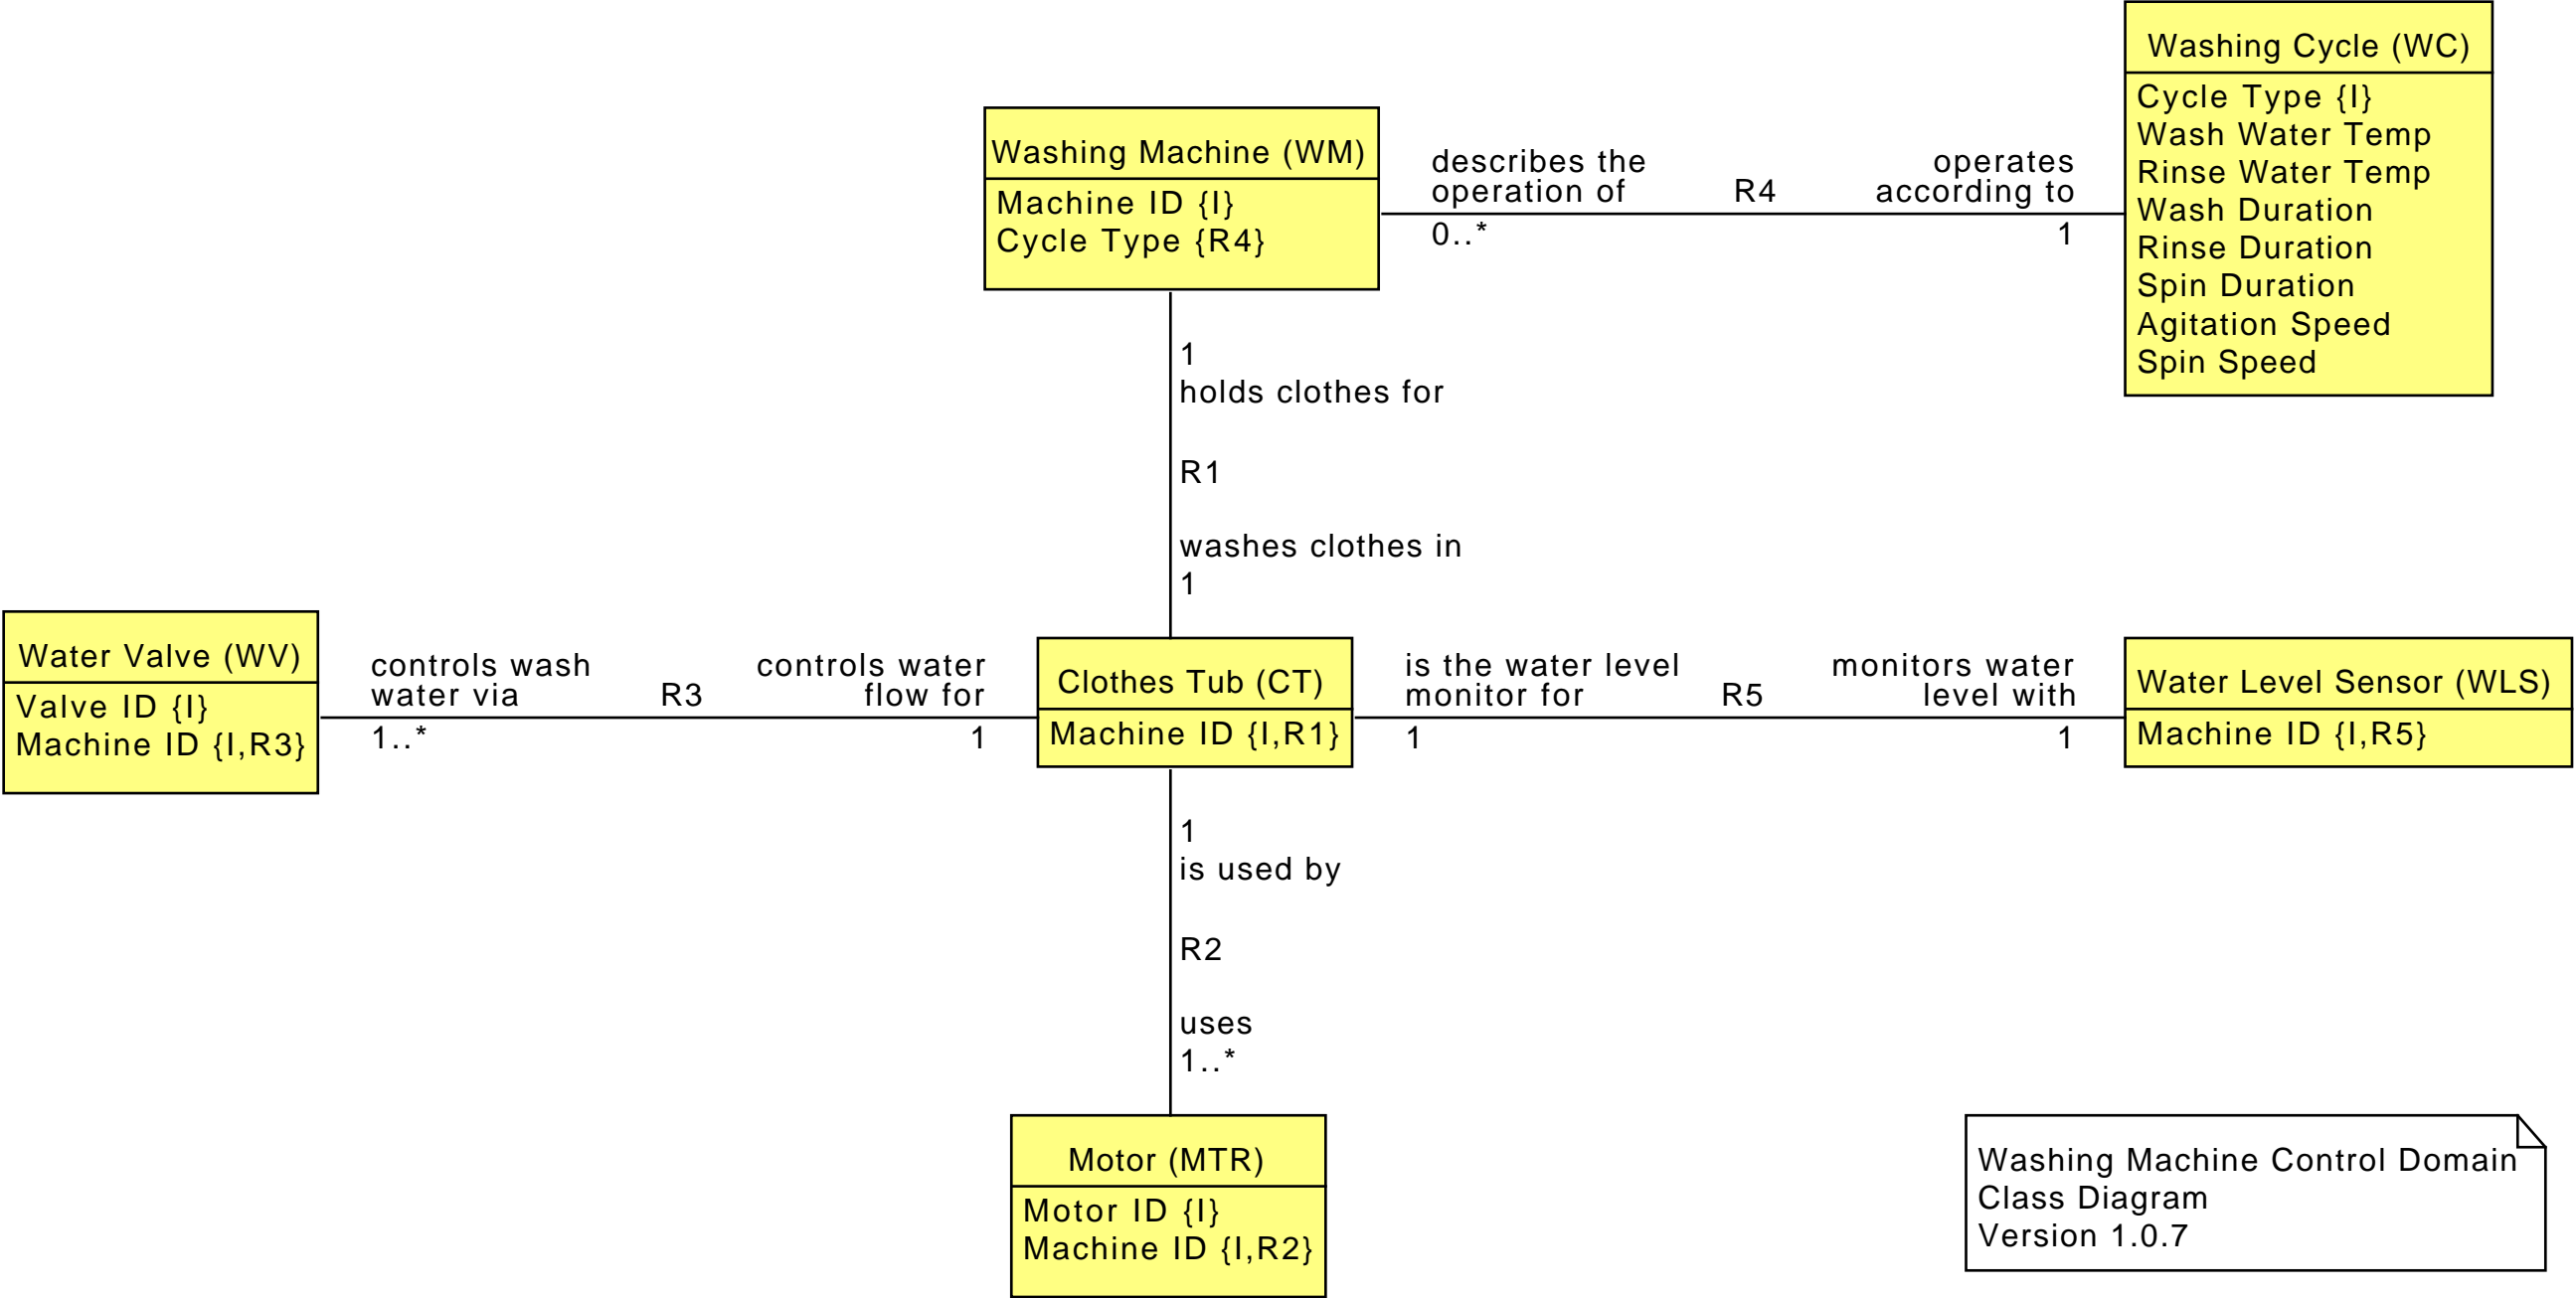 Washing Cycle (WC)
Cycle Type {I}
Wash Water Temp
Rinse Water Temp
Wash Duration
Rinse Duration
Spin Duration
Agitation Speed
Spin Speed
Washing Machine (WM)
Machine ID {I}
Cycle Type {R4}
describes the
operation of
0..*
R4
operates
according to
1
1
holds clothes for
R1
washes clothes in
1
Water Valve (WV)
Valve ID {I}
Machine ID {I,R3}
controls wash
water via
1..*
R3
controls water
flow for
1
Clothes Tub (CT)
Machine ID {I,R1}
is the water level
monitor for
1
R5
monitors water
level with
1
Water Level Sensor (WLS)
Machine ID {I,R5}
1
is used by
R2
uses
1..*
Motor (MTR)
Motor ID {I}
Machine ID {I,R2}
Washing Machine Control Domain
Class Diagram
Version 1.0.7